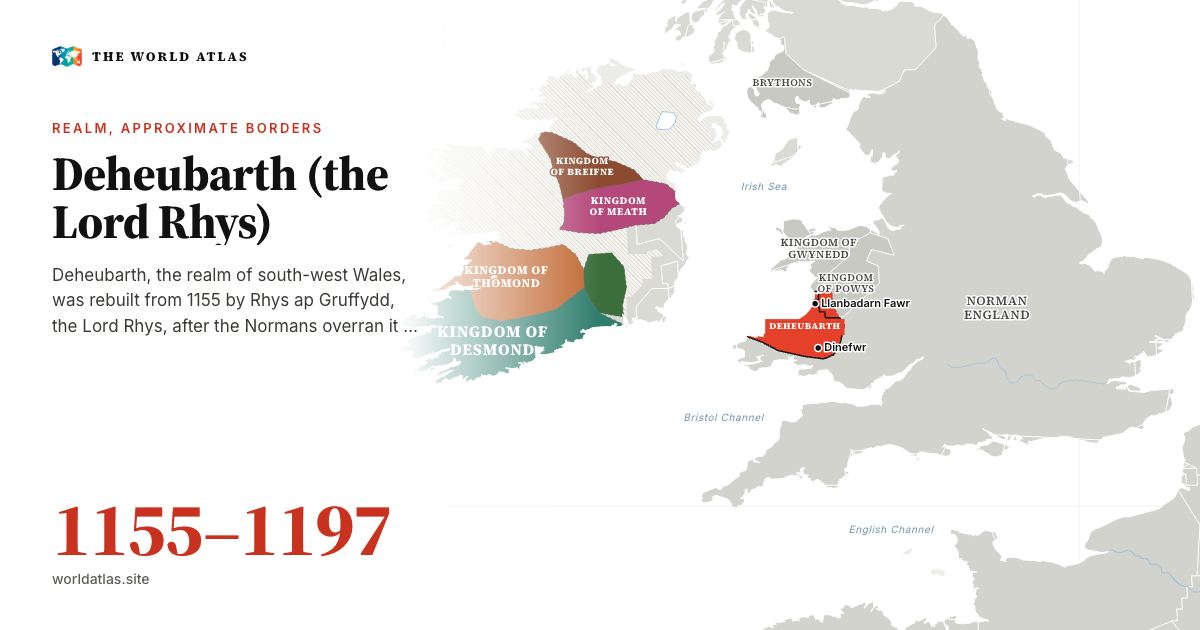 THE WORLD ATLAS
REALM, APPROXIMATE BORDERS
Deheubarth (the
Lord Rhys)
Deheubarth, the realm of south-west Wales,
was rebuilt from 1155 by Rhys ap Gruffydd,
the Lord Rhys, after the Normans overran it ...
1155–1197
worldatlas.site
BRYTHONS
KINGDOM
OF BREIFNE
Irish Sea
KINGDOM
OF MEATH
KINGDOM OF
GWYNEDD
KINGDOM OF
THOMOND
KINGDOM
OF POWYS
Llanbadarn Fawr
NORMAN
ENGLAND
DEHEUBARTH
KINGDOM OF
DESMOND
Dinefwr
Bristol Channel
English Channel